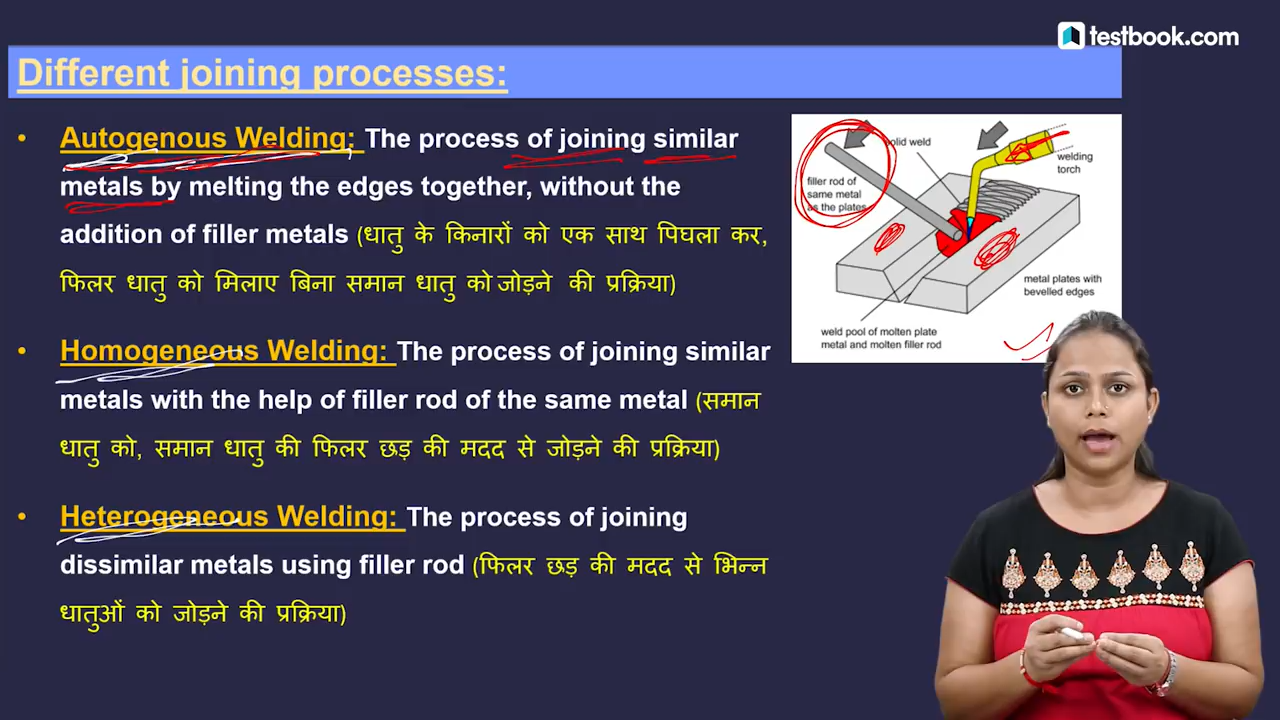 testbook.com
Different joining processes:
• Autogenous Welding: The process of joining similar
metals by melting the edges together, without the
addition of filler metals (धातु के किनारों को एक साथ पिघला कर,
फिलर धातु को मिलाए बिना समान धातु को जोड़ने की प्रक्रिया)
• Homogeneous Welding: The process of joining similar
metals with the help of filler rod of the same metal (समान
धातु को, समान धातु की फिलर छड़ की मदद से जोड़ने की प्रक्रिया)
• Heterogeneous Welding: The process of joining
dissimilar metals using filler rod (फिलर छड़ की मदद से भिन्न
धातुओं को जोड़ने की प्रक्रिया)
solid weld
welding
torch
filler rod of
same metal
as the plates
metal plates with
bevelled edges
weld pool of molten plate
metal and molten filler rod